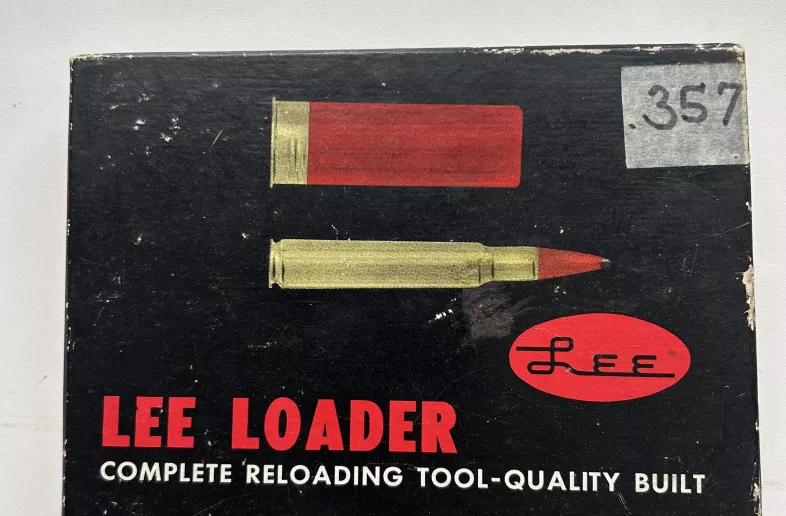 .357
LEE
LEE LOADER
COMPLETE RELOADING TOOL-QUALITY BUILT